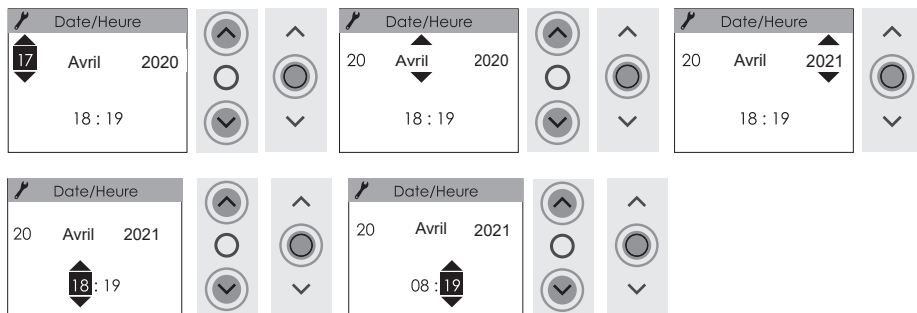 Date/Heure
17 Avril 2020
18 : 19
Date/Heure
20 Avril 2020
18 : 19
Date/Heure
20 Avril 2021
18 : 19
Date/Heure
20 Avril 2021
18 : 19
Date/Heure
20 Avril 2021
08 : 19